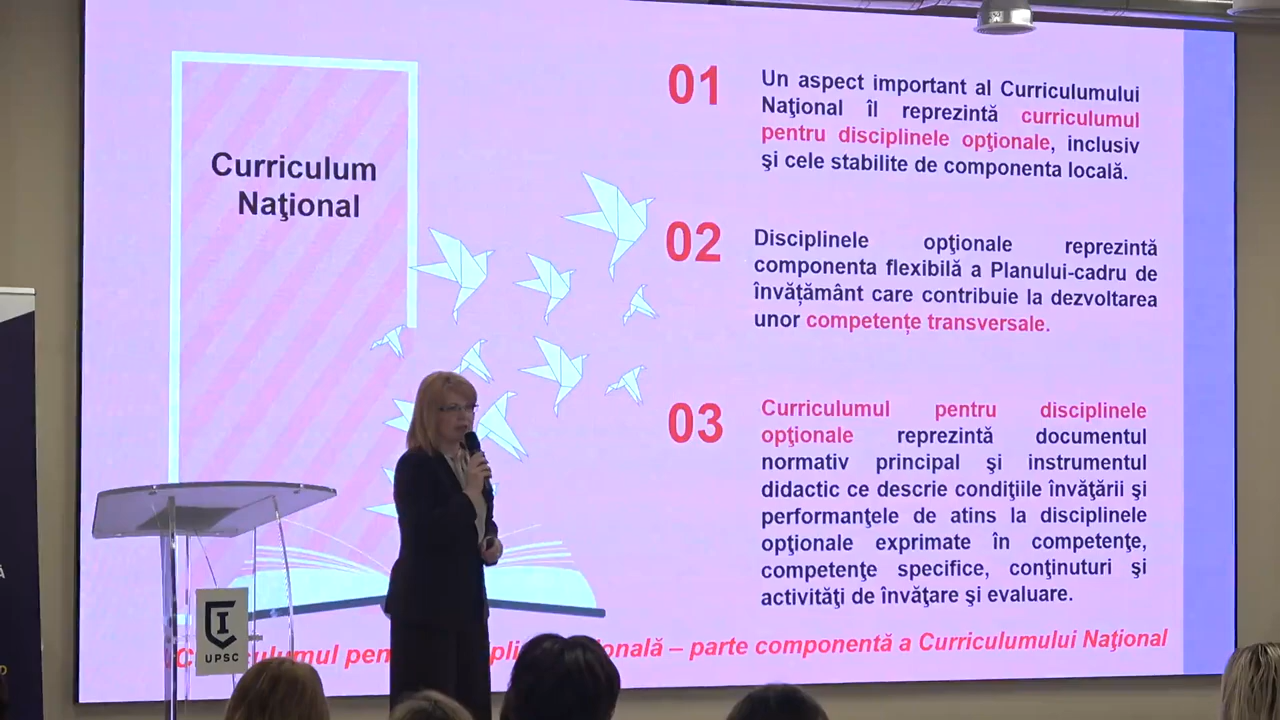 Curriculum
Naţional
01
Un aspect important al Curriculumului
Naţional îl reprezintă curriculumul
pentru disciplinele opţionale, inclusiv
şi cele stabilite de componenta locală.
02
Disciplinele opţionale reprezintă
componenta flexibilă a Planului-cadru de
învățământ care contribuie la dezvoltarea
unor competențe transversale.
03
Curriculumul pentru disciplinele
opţionale reprezintă documentul
normativ principal şi instrumentul
didactic ce descrie condiţiile învăţării şi
performanţele de atins la disciplinele
opţionale exprimate în competenţe,
competenţe specifice, conţinuturi şi
activităţi de învăţare şi evaluare.
parte componentă a Curriculumului Naţional
UPSC